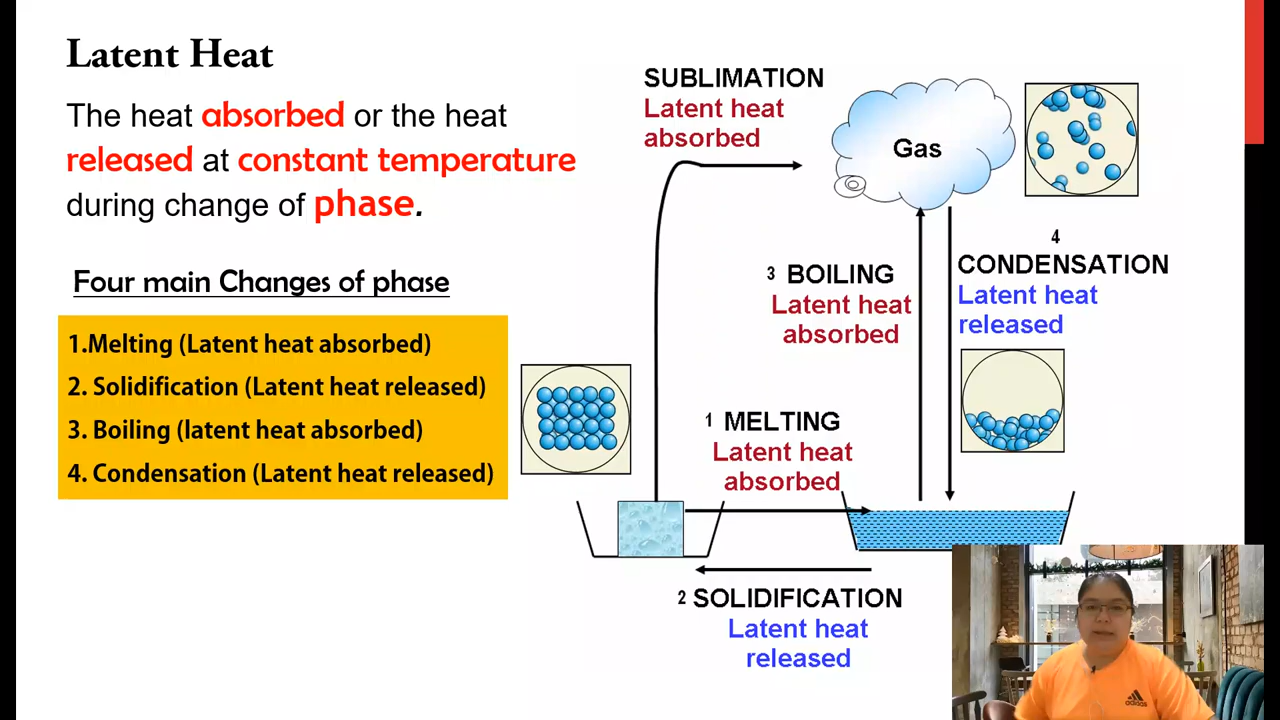 Latent Heat
The heat absorbed or the heat
released at constant temperature
during change of phase.
Four main Changes of phase
1.Melting (Latent heat absorbed)
2. Solidification (Latent heat released)
3. Boiling (latent heat absorbed)
4. Condensation (Latent heat released)
SUBLIMATION
Latent heat
absorbed
Gas
4
CONDENSATION
Latent heat
released
3 BOILING
Latent heat
absorbed
1 MELTING
Latent heat
absorbed
2 SOLIDIFICATION
Latent heat
released
adidas